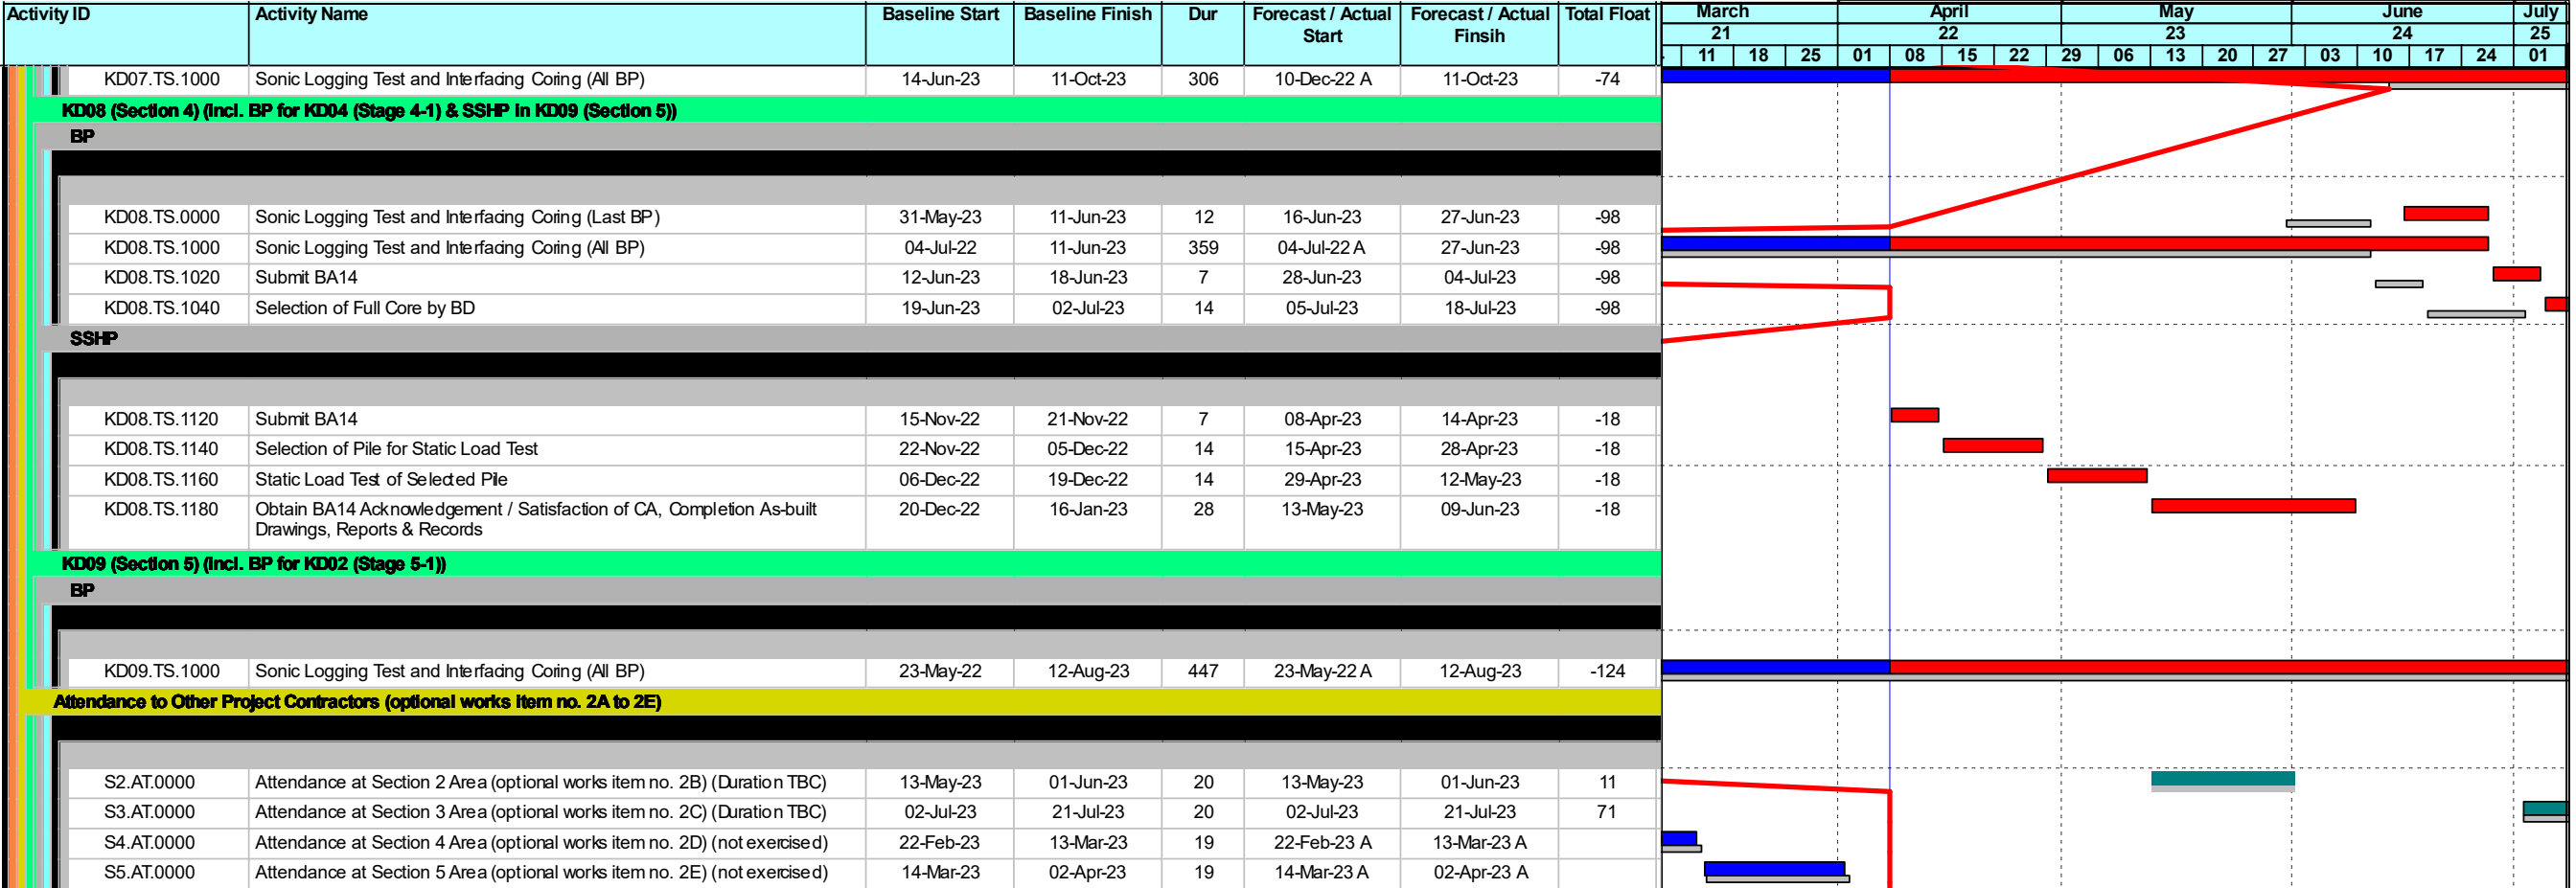 Activity ID Activity Name Baseline Start Baseline Finish Dur Forecast / Actual Start Forecast / Actual Finsih Total Float March April May June July
21 22 23 24 25
11 18 25 01 08 15 22 29 06 13 20 27 03 10 17 24 01
KD07.TS.1000 Sonic Logging Test and Interfacing Coring (All BP) 14-Jun-23 11-Oct-23 306 10-Dec-22 A 11-Oct-23 -74
KD08 (Section 4) (incl. BP for KD04 (Stage 4-1) & SSHP in KD09 (Section 5))
BP
KD08.TS.0000 Sonic Logging Test and Interfacing Coring (Last BP) 31-May-23 11-Jun-23 12 16-Jun-23 27-Jun-23 -98
KD08.TS.1000 Sonic Logging Test and Interfacing Coring (All BP) 04-Jul-22 11-Jun-23 359 04-Jul-22 A 27-Jun-23 -98
KD08.TS.1020 Submit BA14 12-Jun-23 18-Jun-23 7 28-Jun-23 04-Jul-23 -98
KD08.TS.1040 Selection of Full Core by BD 19-Jun-23 02-Jul-23 14 05-Jul-23 18-Jul-23 -98
SSHP
KD08.TS.1120 Submit BA14 15-Nov-22 21-Nov-22 7 08-Apr-23 14-Apr-23 -18
KD08.TS.1140 Selection of Pile for Static Load Test 22-Nov-22 05-Dec-22 14 15-Apr-23 28-Apr-23 -18
KD08.TS.1160 Static Load Test of Selected Pile 06-Dec-22 19-Dec-22 14 29-Apr-23 12-May-23 -18
KD08.TS.1180 Obtain BA14 Acknowledgement / Satisfaction of CA, Completion As-built 20-Dec-22 16-Jan-23 28 13-May-23 09-Jun-23 -18
Drawings, Reports & Records
KD09 (Section 5) (incl. BP for KD02 (Stage 5-1))
BP
KD09.TS.1000 Sonic Logging Test and Interfacing Coring (All BP) 23-May-22 12-Aug-23 447 23-May-22 A 12-Aug-23 -124
Attendance to Other Project Contractors (optional works item no. 2A to 2E)
S2.AT.0000 Attendance at Section 2 Area (optional works item no. 2B) (Duration TBC) 13-May-23 01-Jun-23 20 13-May-23 01-Jun-23 11
S3.AT.0000 Attendance at Section 3 Area (optional works item no. 2C) (Duration TBC) 02-Jul-23 21-Jul-23 20 02-Jul-23 21-Jul-23 71
S4.AT.0000 Attendance at Section 4 Area (optional works item no. 2D) (not exercised) 22-Feb-23 13-Mar-23 19 22-Feb-23 A 13-Mar-23 A
S5.AT.0000 Attendance at Section 5 Area (optional works item no. 2E) (not exercised) 14-Mar-23 02-Apr-23 19 14-Mar-23 A 02-Apr-23 A